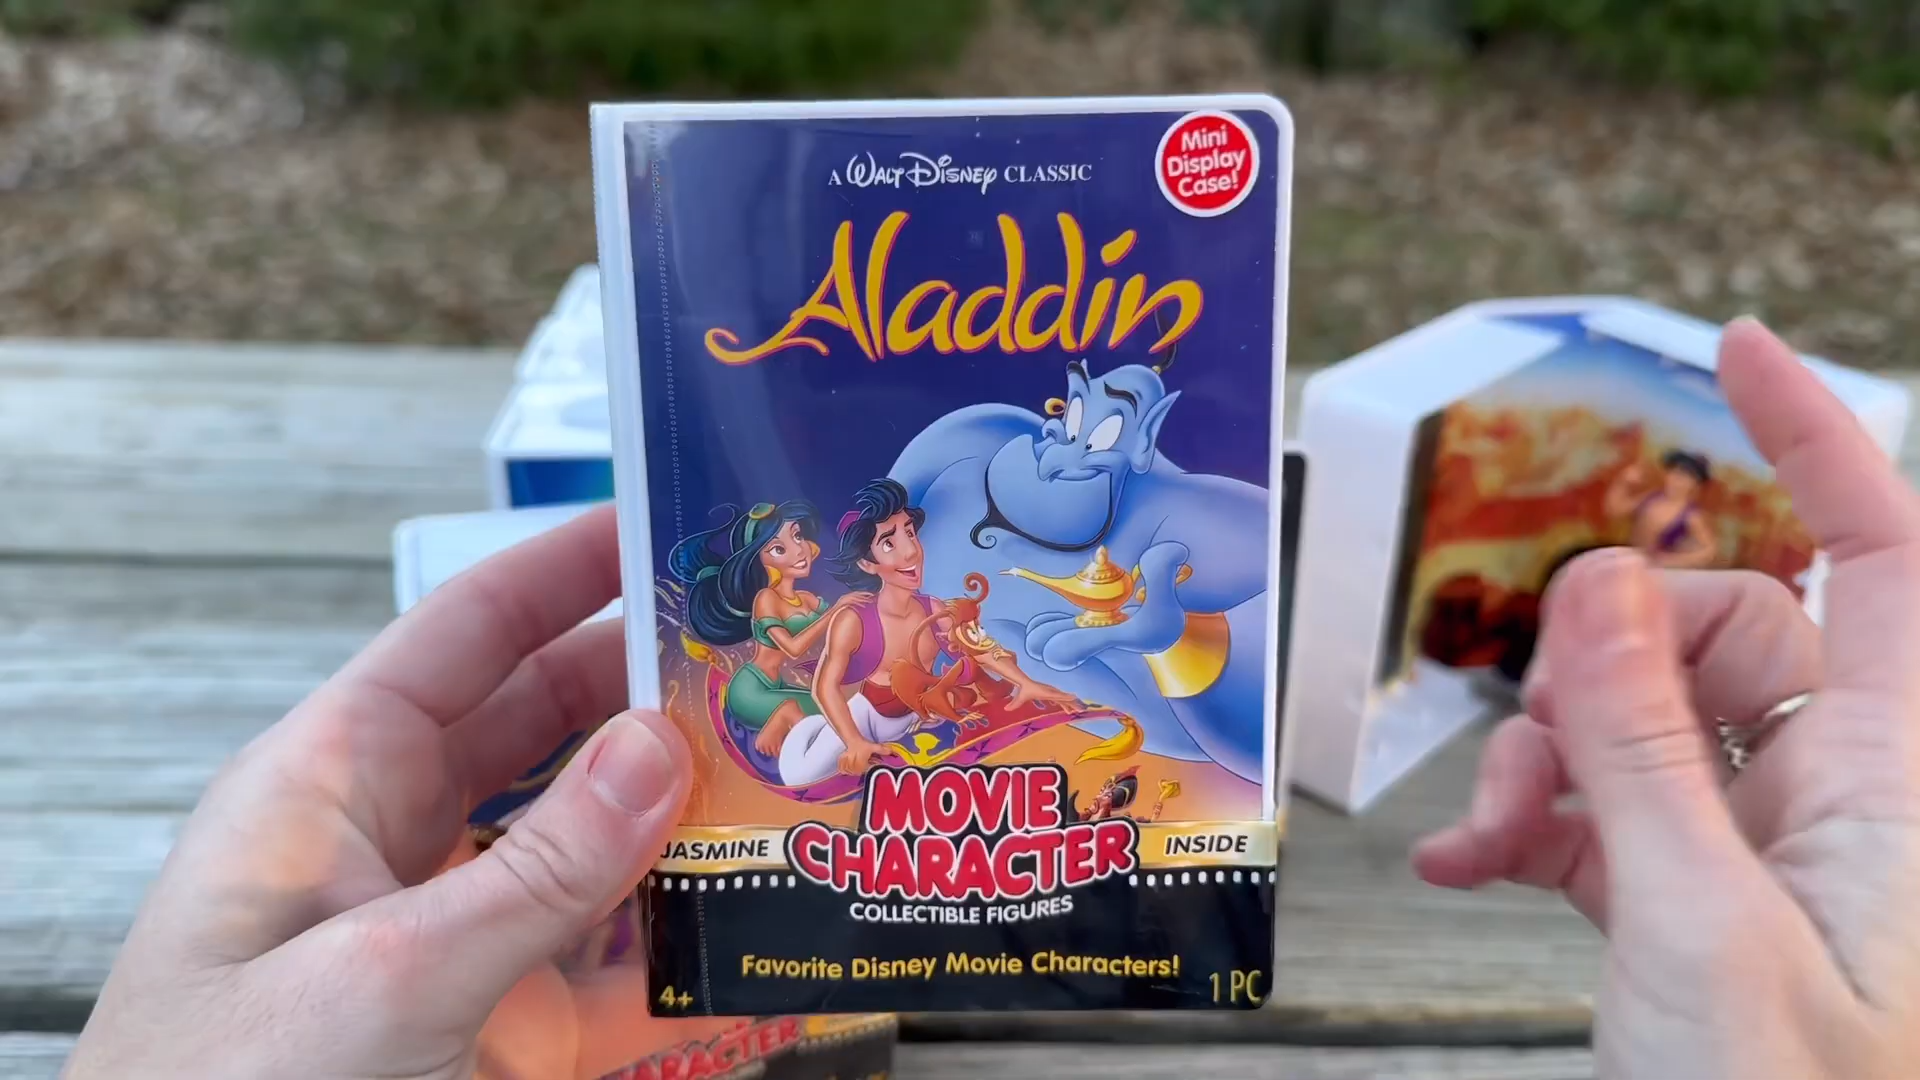 A WALT DISNEY CLASSIC
Mini
Display
Case!
Aladdin
JASMINE
MOVIE
CHARACTER
INSIDE
COLLECTIBLE FIGURES
Favorite Disney Movie Characters!
4+
1 PC
CHARACTER